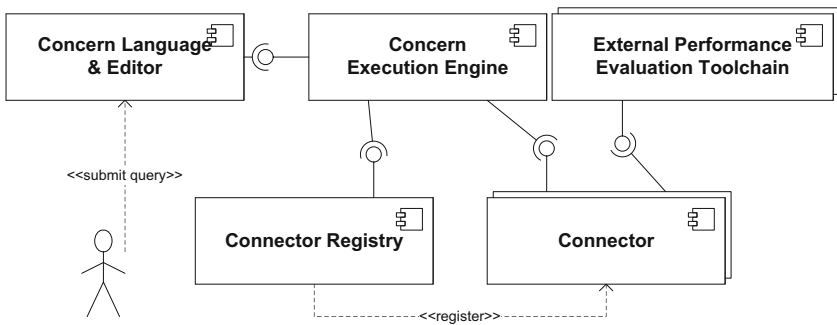 Concern Language
& Editor
Concern
Execution Engine
External Performance
Evaluation Toolchain
<<submit query>>
Connector Registry
Connector
<<register>>